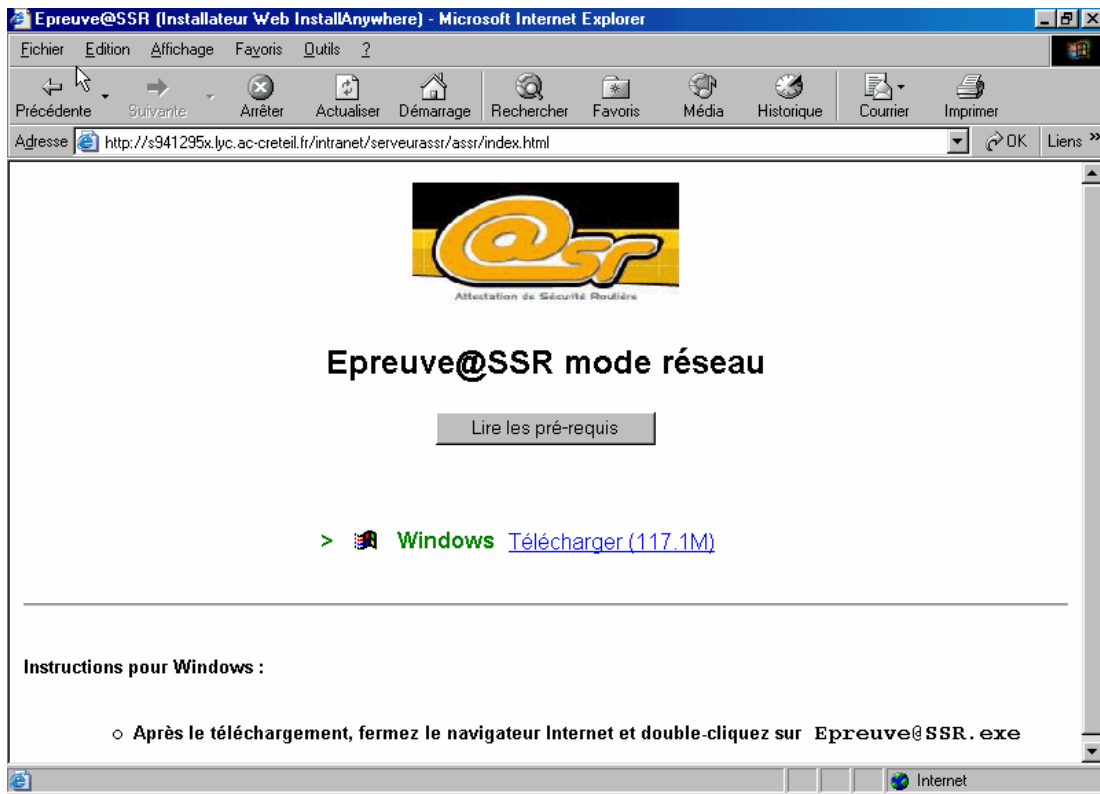 Epreuve@SSR (Installateur Web InstallAnywhere) - Microsoft Internet Explorer
Fichier Edition Affichage Favoris Outils ?
Précédente Suivante Arrêter Actualiser Démarrage Rechercher Favoris Média Historique Courrier Imprimer
Adresse http://s941295x.lyc.ac-creteil.fr/intranet/serveurassr/assr/index.html OK Liens »
@sr
Attestation de Sécurité Routière
Epreuve@SSR mode réseau
Lire les pré-requis
> Windows Télécharger (117.1M)
Instructions pour Windows :
o Après le téléchargement, fermez le navigateur Internet et double-cliquez sur Epreuve@SSR.exe
Internet